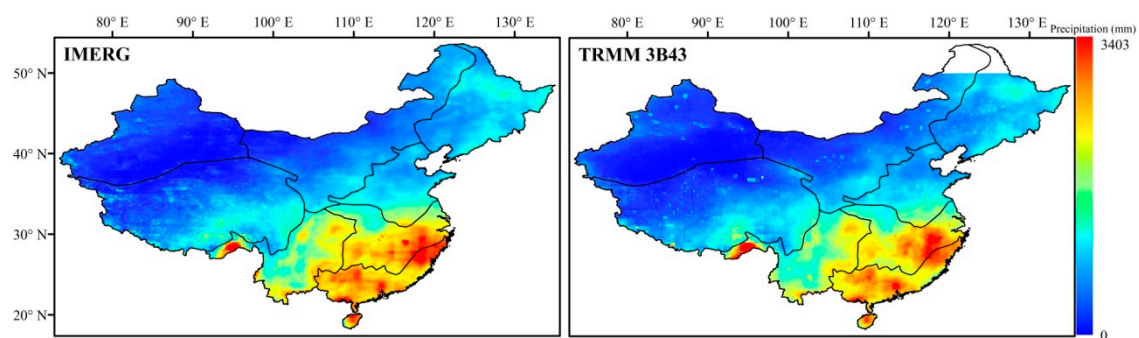 80° E 90° E 100° E 110° E 120° E 130° E 80° E 90° E 100° E 110° E 120° E 130° E
Precipitation (mm)
IMERG TRMM 3B43 3403
50° N
40° N
30° N
20° N
0